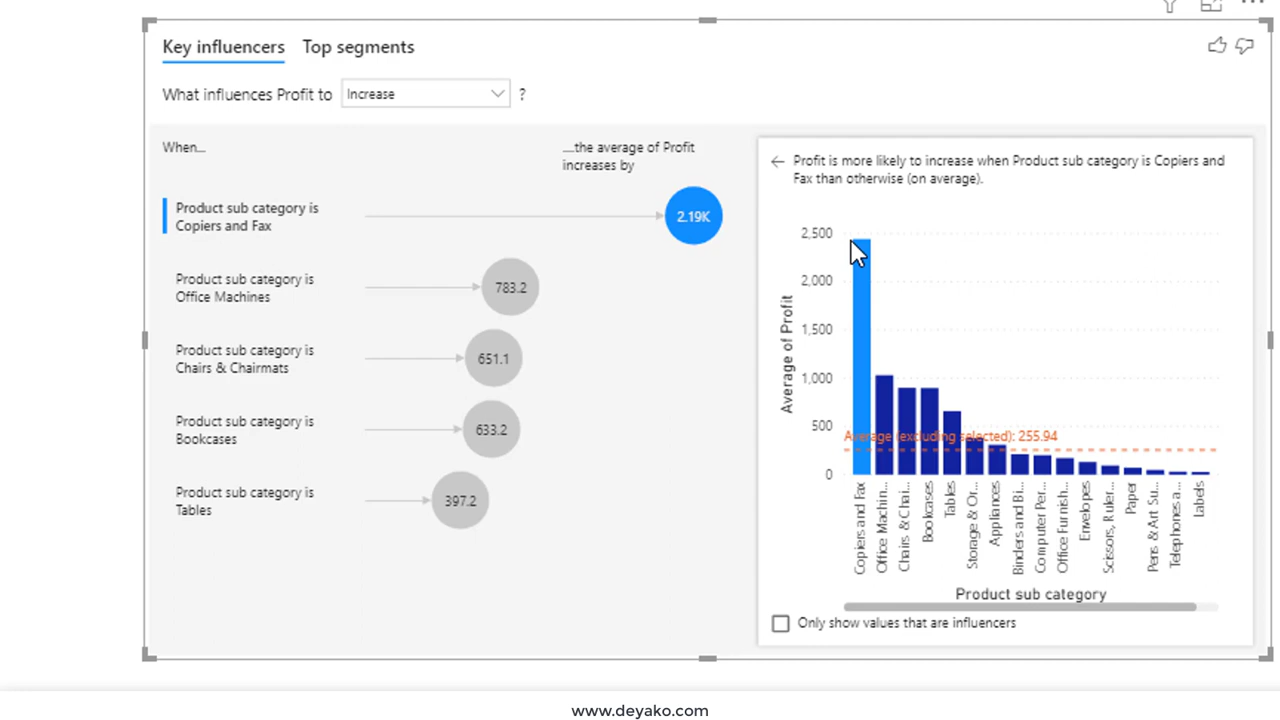 Key influencers Top segments
What influences Profit to Increase ?
When... ....the average of Profit
increases by
Product sub category is
Copiers and Fax
2.19K
Product sub category is
Office Machines
783.2
Product sub category is
Chairs & Chairmats
651.1
Product sub category is
Bookcases
633.2
Product sub category is
Tables
397.2
Profit is more likely to increase when Product sub category is Copiers and
Fax than otherwise (on average).
Average of Profit
2,500
2,000
1,500
1,000
500
0
Average (excluding selected): 255.94
Copiers and Fax
Office Machin...
Chairs & Chai...
Bookcases
Tables
Storage & Or...
Appliances
Binders and Bi...
Computer Per...
Office Furnish...
Envelopes
Scissors, Ruler...
Paper
Pens & Art Su...
Telephones a...
Labels
Product sub category
Only show values that are influencers
www.deyako.com